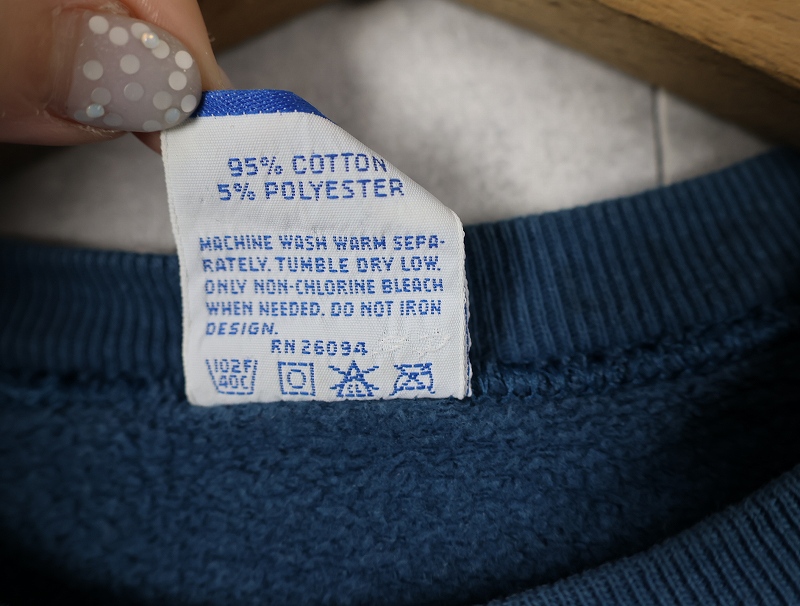 95% COTTON
5% POLYESTER
MACHINE WASH WARM SEPA-
RATELY. TUMBLE DRY LOW.
ONLY NON-CHLORINE BLEACH
WHEN NEEDED. DO NOT IRON
DESIGN.
RN 26094
102F
40C
CL